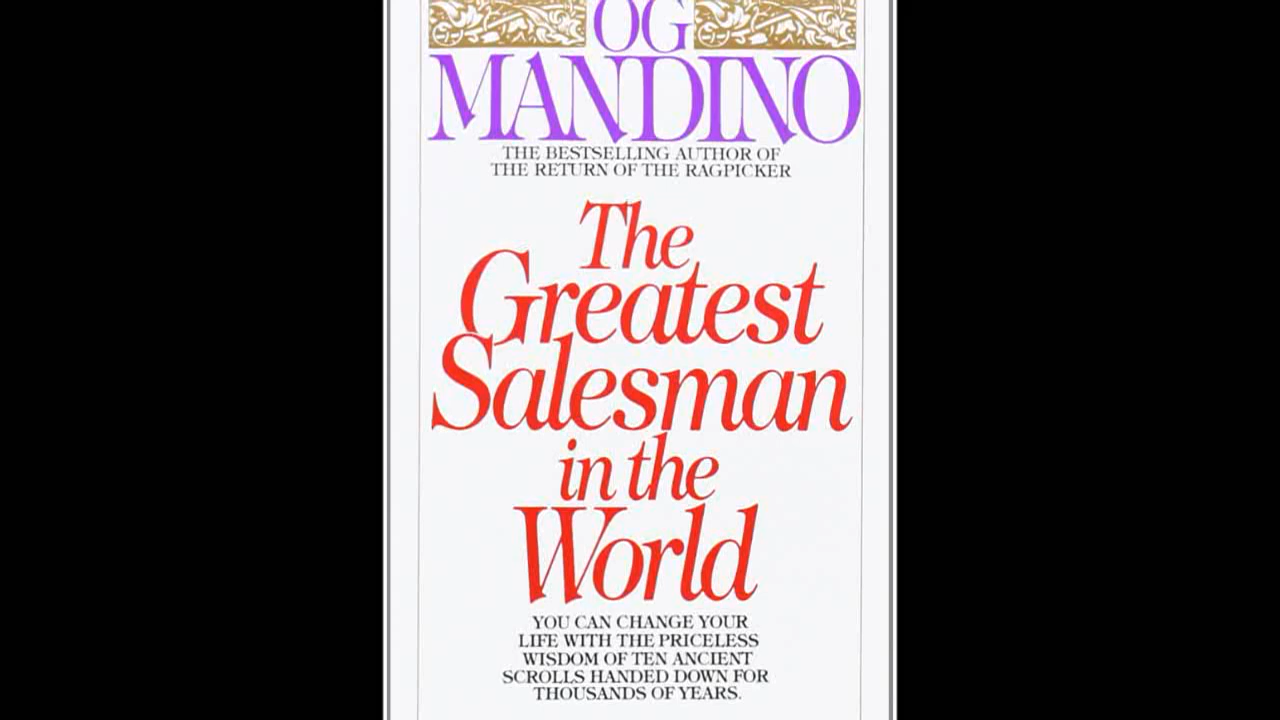 OG
MANDINO
THE BESTSELLING AUTHOR OF
THE RETURN OF THE RAGPICKER
The
Greatest
Salesman
in the
World
YOU CAN CHANGE YOUR
LIFE WITH THE PRICELESS
WISDOM OF TEN ANCIENT
SCROLLS HANDED DOWN FOR
THOUSANDS OF YEARS.